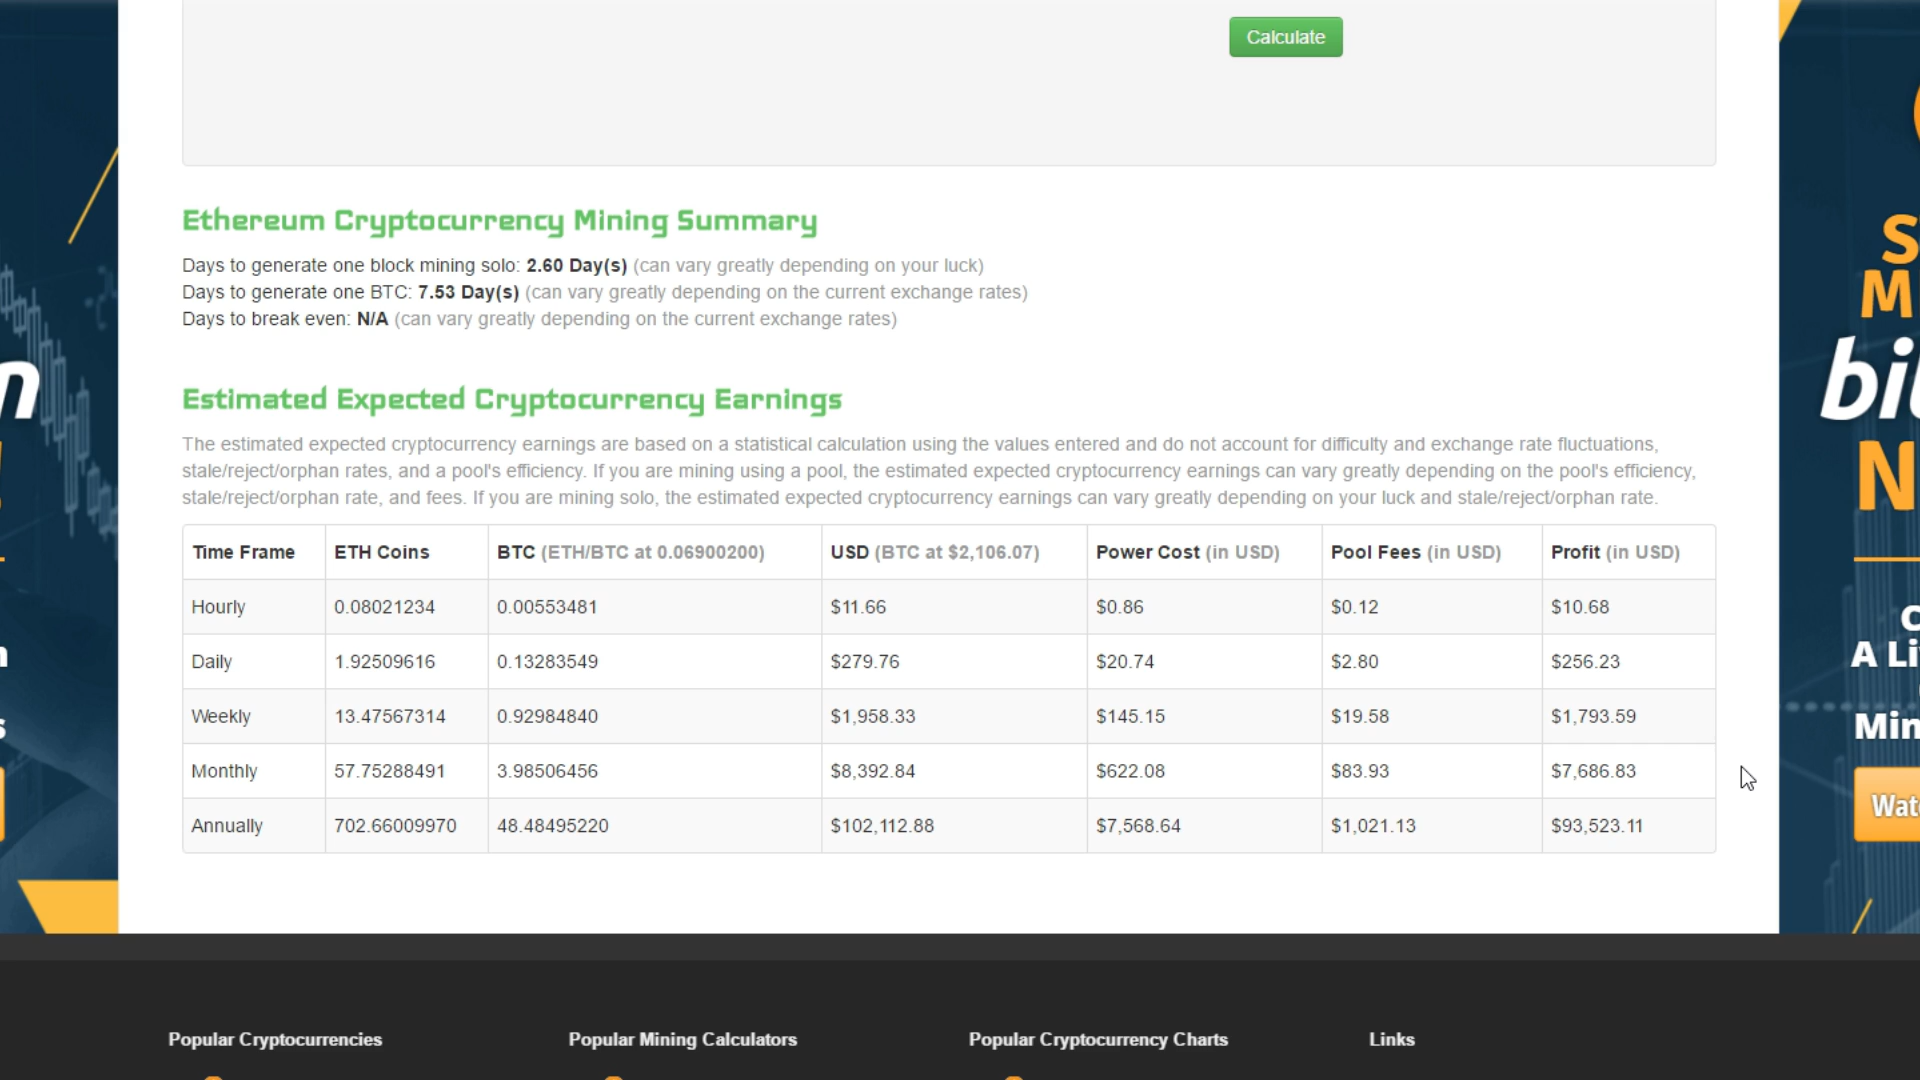 Calculate
Ethereum Cryptocurrency Mining Summary
Days to generate one block mining solo: 2.60 Day(s) (can vary greatly depending on your luck)
Days to generate one BTC: 7.53 Day(s) (can vary greatly depending on the current exchange rates)
Days to break even: N/A (can vary greatly depending on the current exchange rates)
Estimated Expected Cryptocurrency Earnings
The estimated expected cryptocurrency earnings are based on a statistical calculation using the values entered and do not account for difficulty and exchange rate fluctuations,
stale/reject/orphan rates, and a pool's efficiency. If you are mining using a pool, the estimated expected cryptocurrency earnings can vary greatly depending on the pool's efficiency,
stale/reject/orphan rate, and fees. If you are mining solo, the estimated expected cryptocurrency earnings can vary greatly depending on your luck and stale/reject/orphan rate.
Time Frame ETH Coins BTC (ETH/BTC at 0.06900200) USD (BTC at $2,106.07) Power Cost (in USD) Pool Fees (in USD) Profit (in USD)
Hourly 0.08021234 0.00553481 $11.66 $0.86 $0.12 $10.68
Daily 1.92509616 0.13283549 $279.76 $20.74 $2.80 $256.23
Weekly 13.47567314 0.92984840 $1,958.33 $145.15 $19.58 $1,793.59
Monthly 57.75288491 3.98506456 $8,392.84 $622.08 $83.93 $7,686.83
Annually 702.66009970 48.48495220 $102,112.88 $7,568.64 $1,021.13 $93,523.11
Popular Cryptocurrencies Popular Mining Calculators Popular Cryptocurrency Charts Links